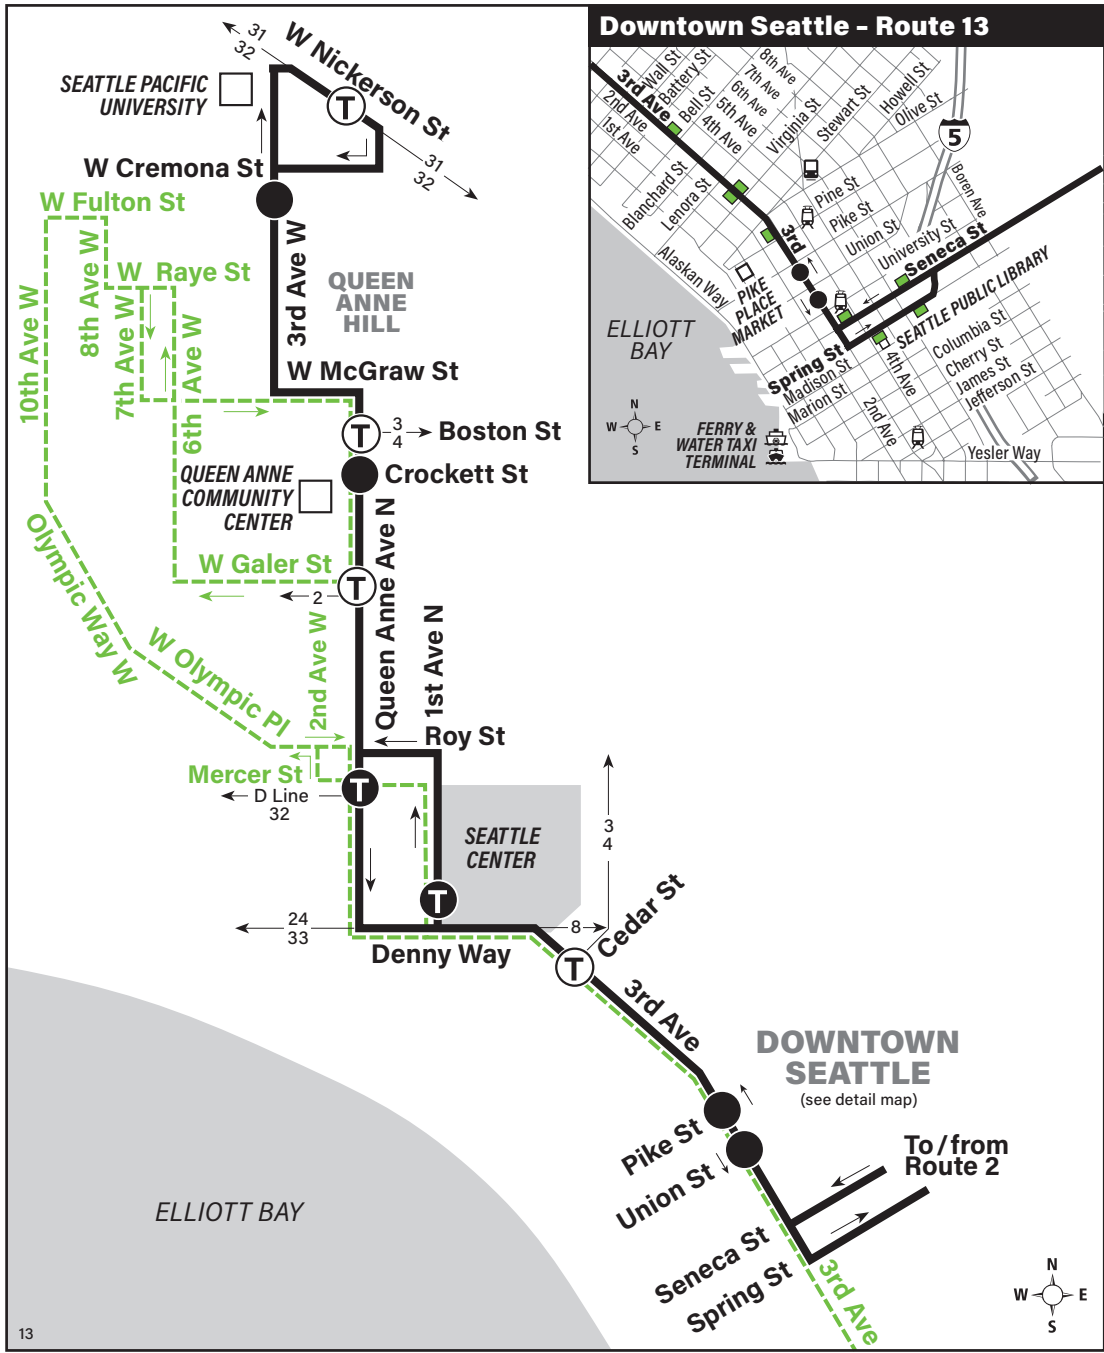 Downtown Seattle – Route 13
31
32
W Nickerson St
SEATTLE PACIFIC
UNIVERSITY
T
31
32
W Cremona St
W Fulton St
8th Ave W
W Raye St
10th Ave W
7th Ave W
6th Ave W
3rd Ave W
QUEEN
ANNE
HILL
W McGraw St
T
3
4
Boston St
Crockett St
QUEEN ANNE
COMMUNITY
CENTER
Queen Anne Ave N
W Galer St
T
2
Olympic Way W
W Olympic Pl
2nd Ave W
1st Ave N
Roy St
Mercer St
T
D Line
32
SEATTLE
CENTER
3
4
T
24
33
8
Denny Way
Cedar St
T
3rd Ave
DOWNTOWN
SEATTLE
(see detail map)
Pike St
Union St
To/from
Route 2
Seneca St
Spring St
3rd Ave
ELLIOTT BAY
N
W
E
S
13
Wall St
Battery St
3rd Ave
2nd Ave
1st Ave
Bell St
8th Ave
7th Ave
6th Ave
5th Ave
4th Ave
Virginia St
Stewart St
Howell St
Olive St
5
Blanchard St
Lenora St
Boren Ave
Pine St
Pike St
Union St
University St
Seneca St
3rd
Alaskan Way
PIKE
PLACE
MARKET
SEATTLE PUBLIC LIBRARY
ELLIOTT
BAY
Spring St
Madison St
Marion St
4th Ave
2nd Ave
Columbia St
Cherry St
James St
Jefferson St
Yesler Way
N
W
E
S
FERRY &
WATER TAXI
TERMINAL